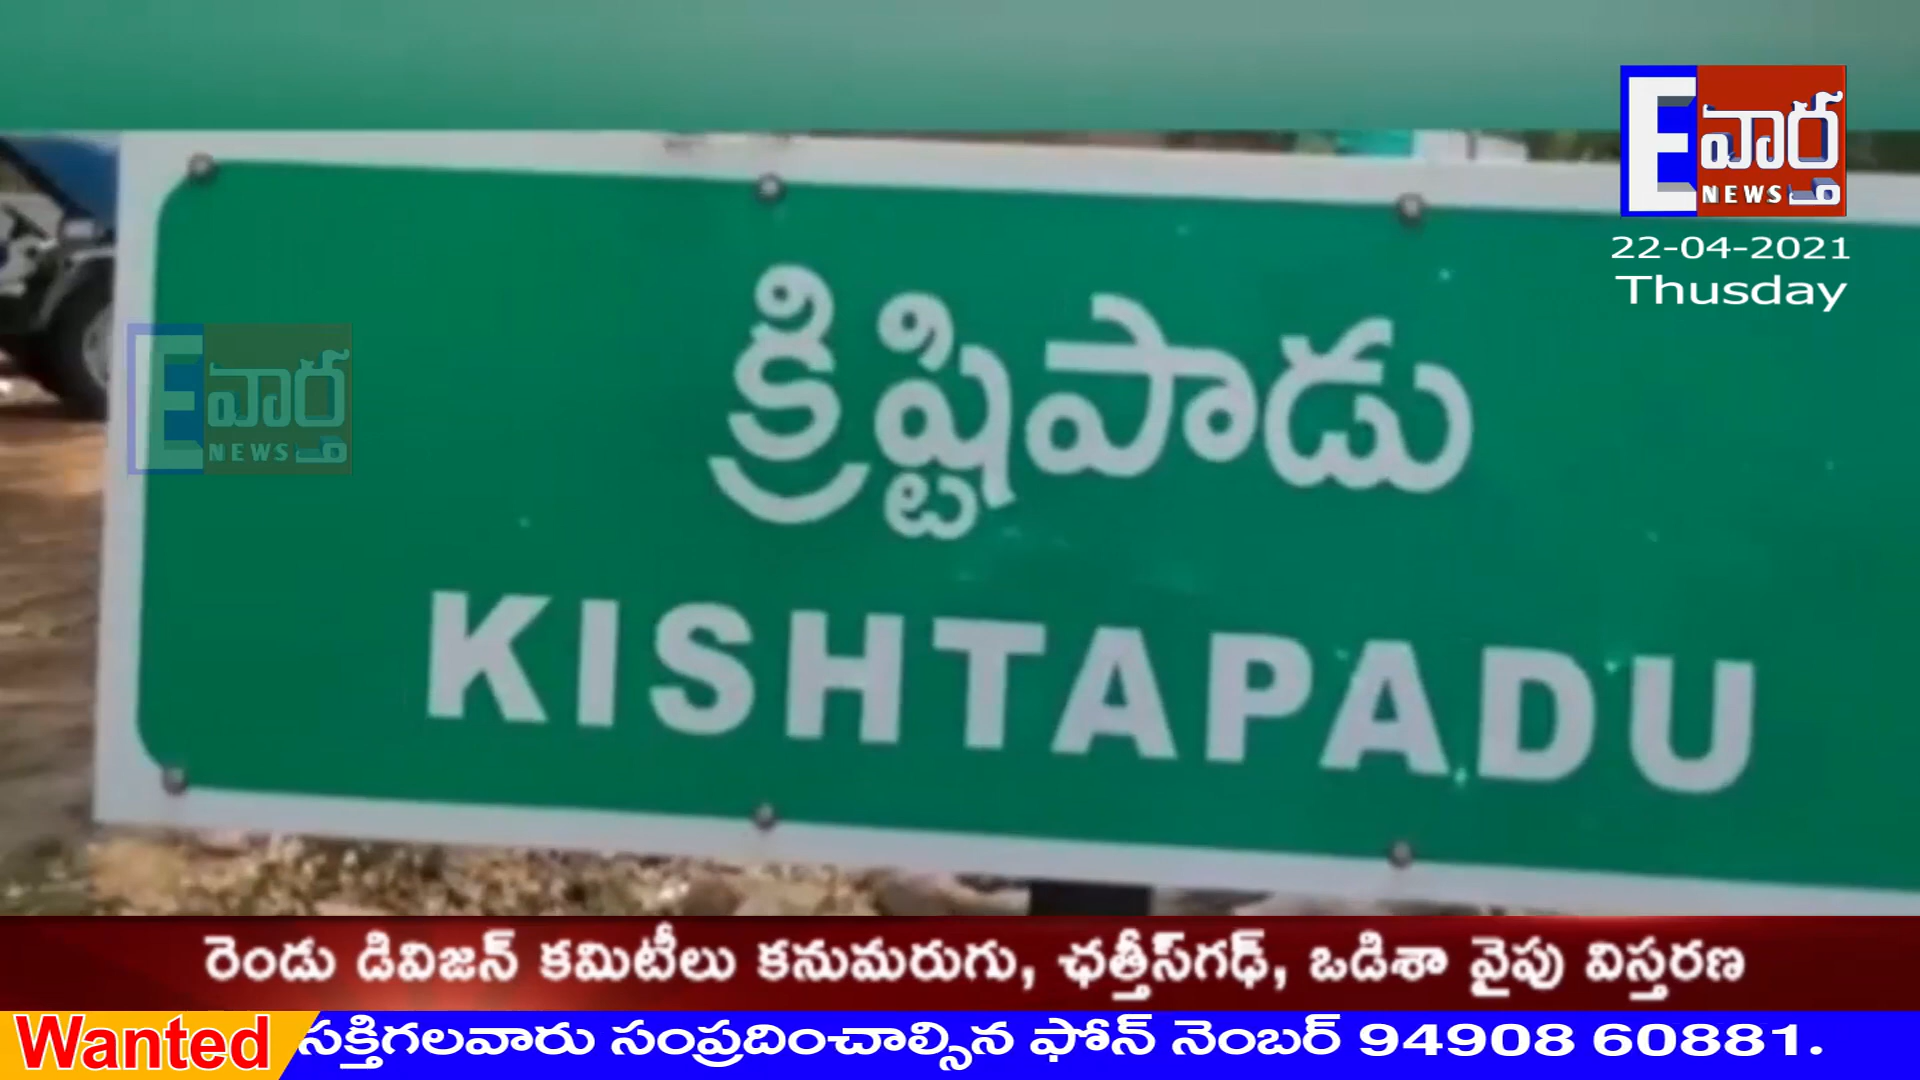 E వార్త
NEWS
22-04-2021
Thusday
క్రిష్టిపాడు
E వార్త
NEWS
KISHTAPADU
రెండు డివిజన్ కమిటీలు కనుమరుగు, ఛత్తీస్‌గఢ్, ఒడిశా వైపు విస్తరణ
Wanted సక్తిగలవారు సంప్రదించాల్సిన ఫోన్ నెంబర్ 94908 60881.